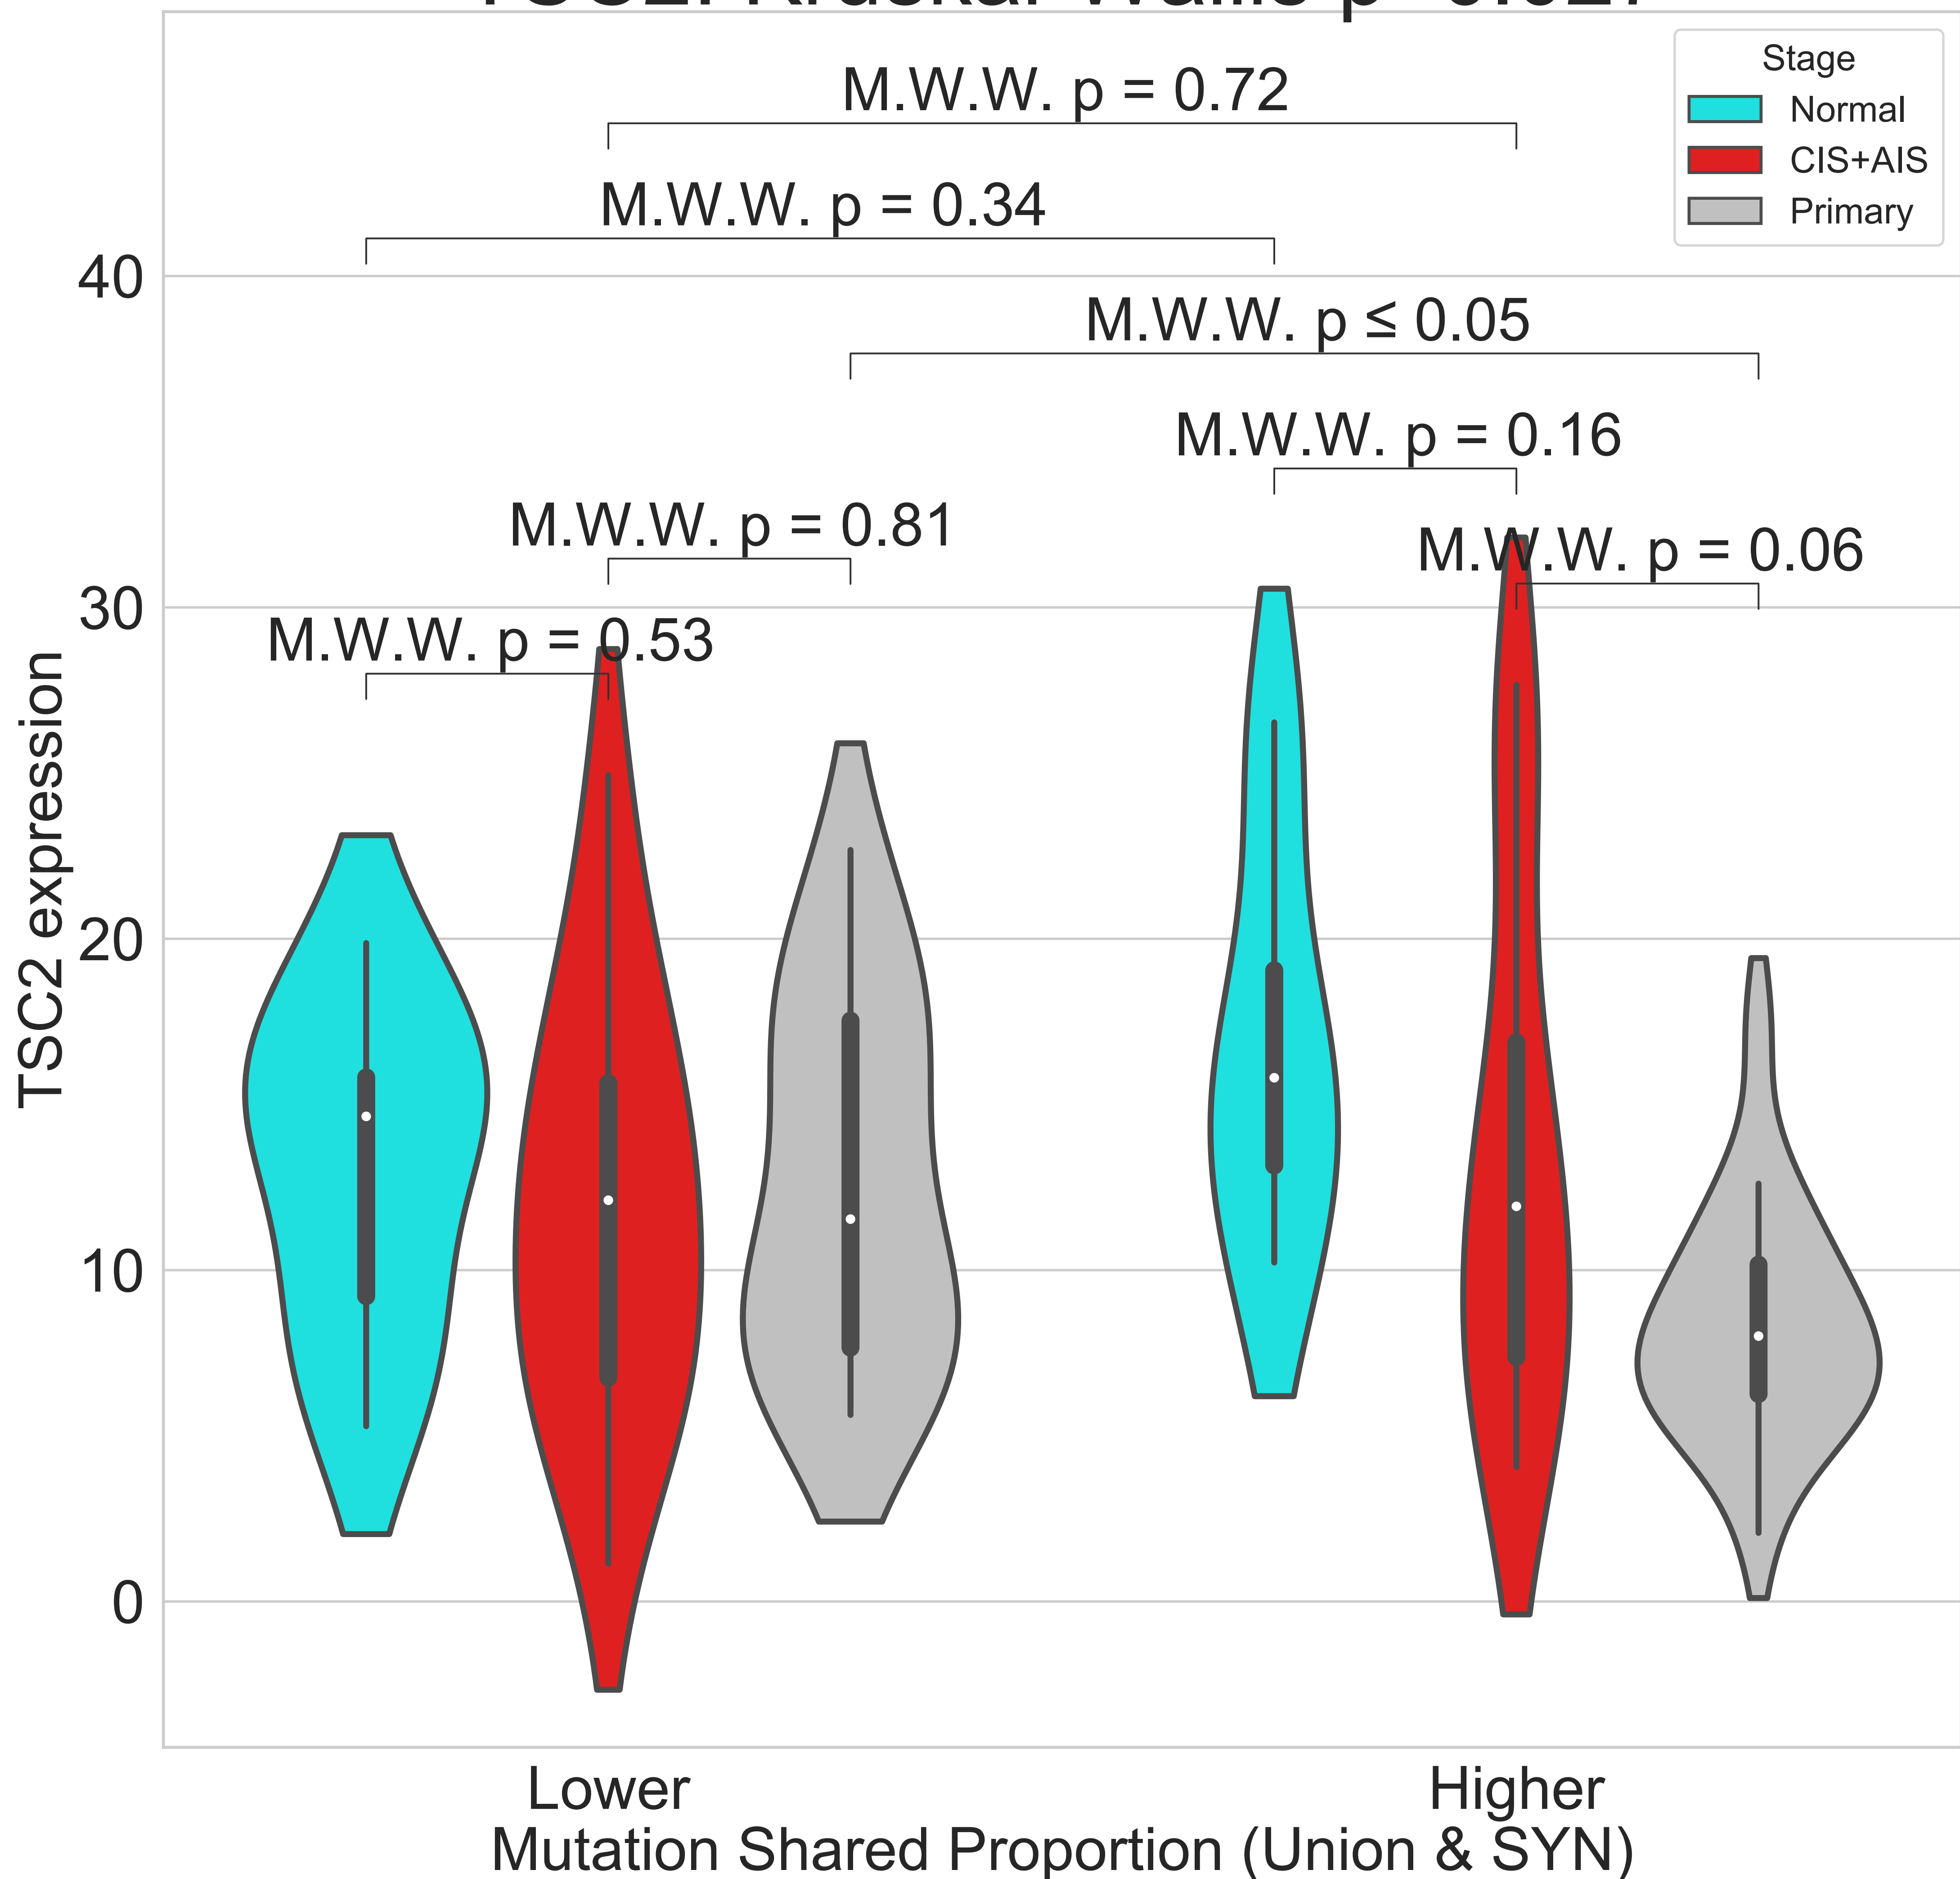 Stage
Normal
CIS+AIS
Primary
M.W.W. p = 0.72
M.W.W. p = 0.34
M.W.W. p ≤ 0.05
M.W.W. p = 0.16
M.W.W. p = 0.81
M.W.W. p = 0.06
M.W.W. p = 0.53
TSC2 expression
40
30
20
10
0
Lower
Higher
Mutation Shared Proportion (Union & SYN)